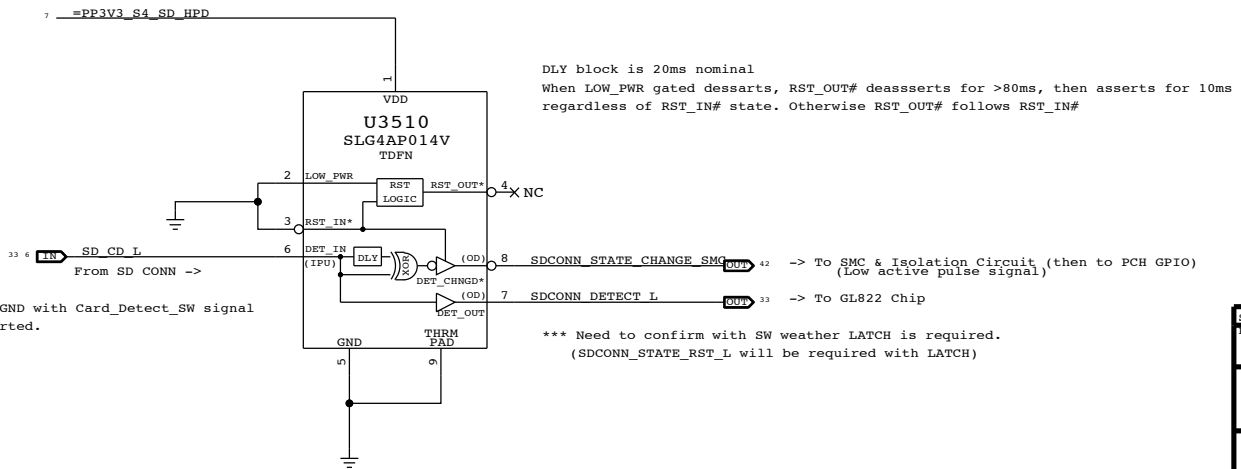 7 =PP3V3_S4_SD_HPD
DLY block is 20ms nominal
When LOW_PWR gated dessarts, RST_OUT# deassserts for >80ms, then asserts for 10ms
regardless of RST_IN# state. Otherwise RST_OUT# follows RST_IN#
1
VDD
U3510
SLG4AP014V
TDFN
2 LOW_PWR
RST
LOGIC
RST_OUT*
4
NC
3 RST_IN*
33 6 IN SD_CD_L
From SD CONN ->
6 DET_IN
(IPU)
DLY
XOR
(OD)
DET_CHNGD*
8 SDCONN_STATE_CHANGE_SMC OUT 42 -> To SMC & Isolation Circuit (then to PCH GPIO)
(Low active pulse signal)
(OD)
DET_OUT
7 SDCONN_DETECT_L OUT 33 -> To GL822 Chip
GND with Card_Detect_SW signal
rted.
GND
THRM
PAD
5
9
*** Need to confirm with SW weather LATCH is required.
(SDCONN_STATE_RST_L will be required with LATCH)